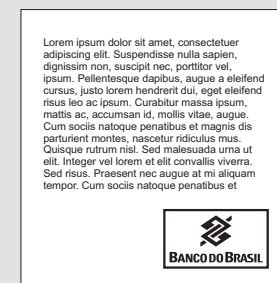 Lorem ipsum dolor sit amet, consectetuer
adipiscing elit. Suspendisse nulla sapien,
dignissim non, suscipit nec, porttitor vel,
ipsum. Pellentesque dapibus, augue a eleifend
cursus, justo lorem hendrerit dui, eget eleifend
risus leo ac ipsum. Curabitur massa ipsum,
mattis ac, accumsan id, mollis vitae, augue.
Cum sociis natoque penatibus et magnis dis
parturient montes, nascetur ridiculus mus.
Quisque rutrum nisl. Sed malesuada urna ut
elit. Integer vel lorem et elit convallis viverra.
Sed risus. Praesent nec augue at mi aliquam
tempor. Cum sociis natoque penatibus et
BANCO DO BRASIL